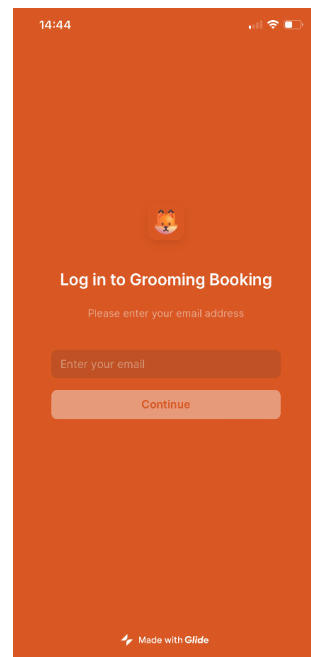 14:44
Log in to Grooming Booking
Please enter your email address
Enter your email
Continue
Made with Glide